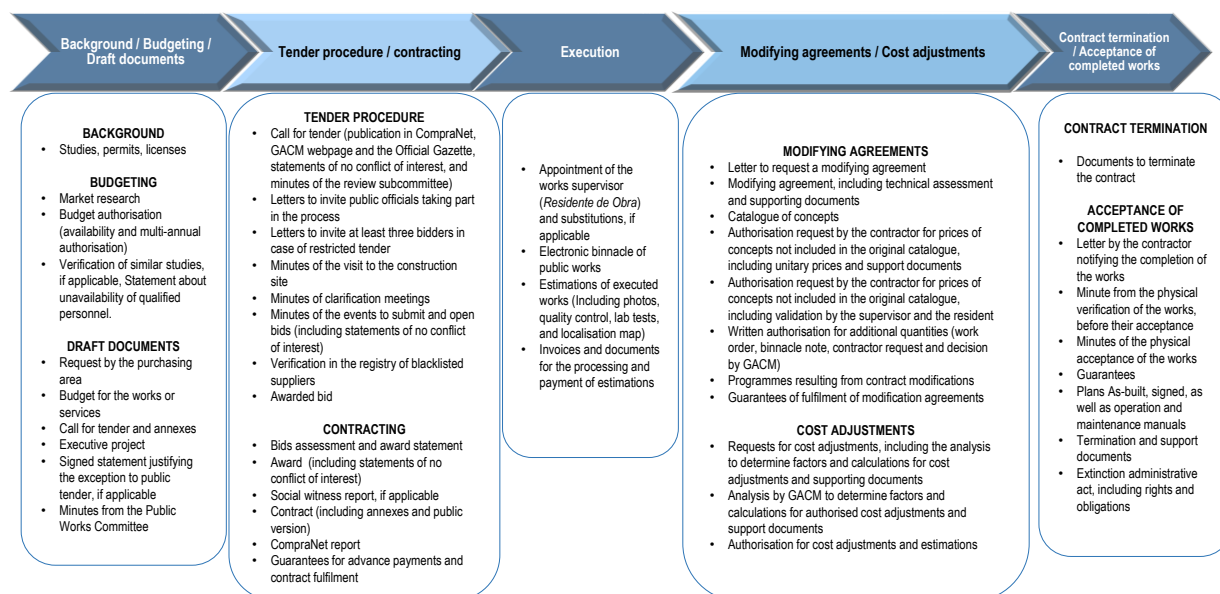 Background / Budgeting /
Draft documents
Tender procedure / contracting
Execution
Modifying agreements / Cost adjustments
Contract termination
/ Acceptance of
completed works
BACKGROUND
• Studies, permits, licenses
BUDGETING
• Market research
• Budget authorisation
(availability and multi-annual
authorisation)
• Verification of similar studies,
if applicable, Statement about
unavailability of qualified
personnel.
DRAFT DOCUMENTS
• Request by the purchasing
area
• Budget for the works or
services
• Call for tender and annexes
• Executive project
• Signed statement justifying
the exception to public
tender, if applicable
• Minutes from the Public
Works Committee
TENDER PROCEDURE
• Call for tender (publication in CompraNet,
GACM webpage and the Official Gazette,
statements of no conflict of interest, and
minutes of the review subcommittee)
• Letters to invite public officials taking part
in the process
• Letters to invite at least three bidders in
case of restricted tender
• Minutes of the visit to the construction
site
• Minutes of clarification meetings
• Minutes of the events to submit and open
bids (including statements of no conflict
of interest)
• Verification in the registry of blacklisted
suppliers
• Awarded bid
CONTRACTING
• Bids assessment and award statement
• Award (including statements of no
conflict of interest)
• Social witness report, if applicable
• Contract (including annexes and public
version)
• CompraNet report
• Guarantees for advance payments and
contract fulfilment
• Appointment of the
works supervisor
(Residente de Obra)
and substitutions, if
applicable
• Electronic binnacle of
public works
• Estimations of executed
works (Including photos,
quality control, lab tests,
and localisation map)
• Invoices and documents
for the processing and
payment of estimations
MODIFYING AGREEMENTS
• Letter to request a modifying agreement
• Modifying agreement, including technical assessment
and supporting documents
• Catalogue of concepts
• Authorisation request by the contractor for prices of
concepts not included in the original catalogue,
including unitary prices and support documents
• Authorisation request by the contractor for prices of
concepts not included in the original catalogue,
including validation by the supervisor and the resident
• Written authorisation for additional quantities (work
order, binnacle note, contractor request and decision
by GACM)
• Programmes resulting from contract modifications
• Guarantees of fulfilment of modification agreements
COST ADJUSTMENTS
• Requests for cost adjustments, including the analysis
to determine factors and calculations for cost
adjustments and supporting documents
• Analysis by GACM to determine factors and
calculations for authorised cost adjustments and
support documents
• Authorisation for cost adjustments and estimations
CONTRACT TERMINATION
• Documents to terminate
the contract
ACCEPTANCE OF
COMPLETED WORKS
• Letter by the contractor
notifying the completion of
the works
• Minute from the physical
verification of the works,
before their acceptance
• Minutes of the physical
acceptance of the works
• Guarantees
• Plans As-built, signed, as
well as operation and
maintenance manuals
• Termination and support
documents
• Extinction administrative
act, including rights and
obligations